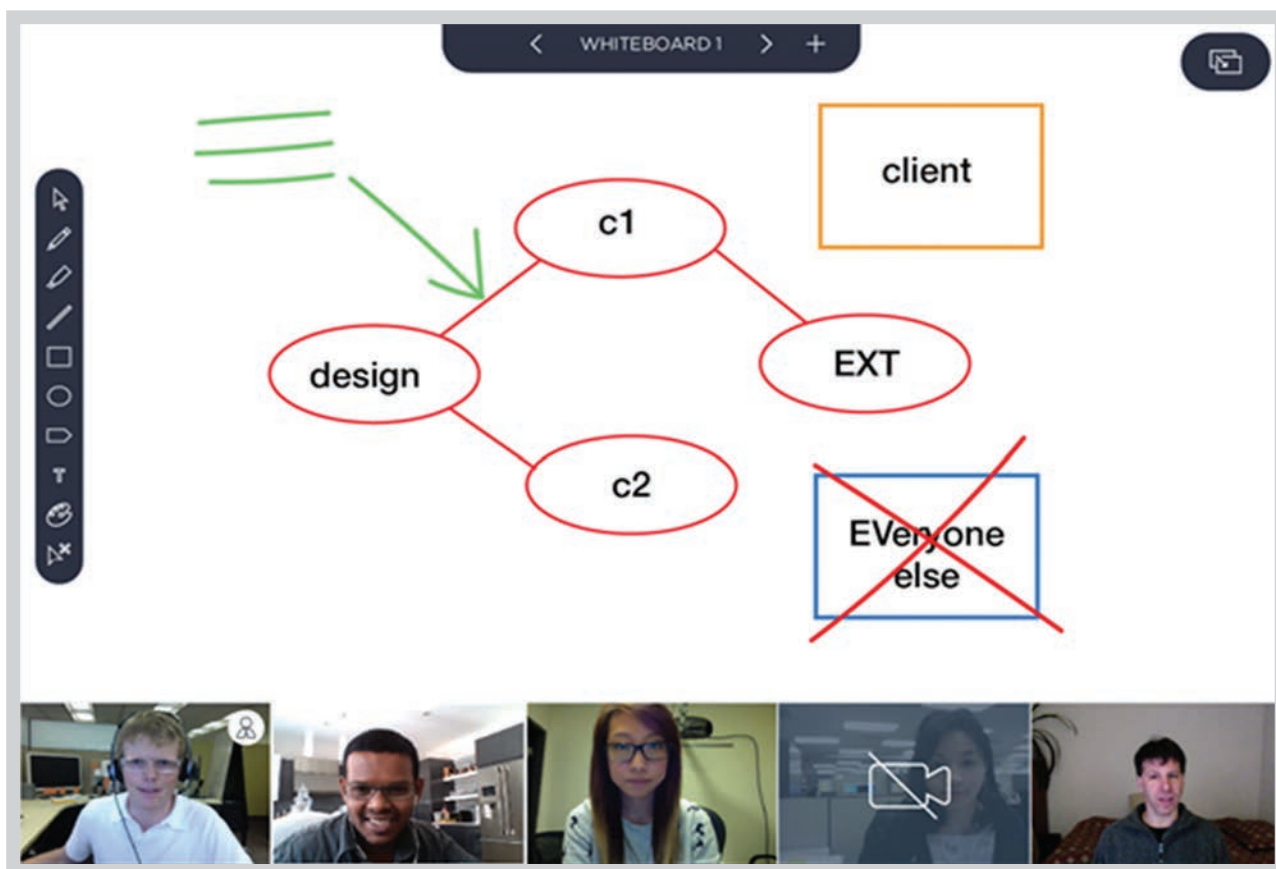 WHITEBOARD 1
client
c1
EXT
design
c2
EVeryone
else
T